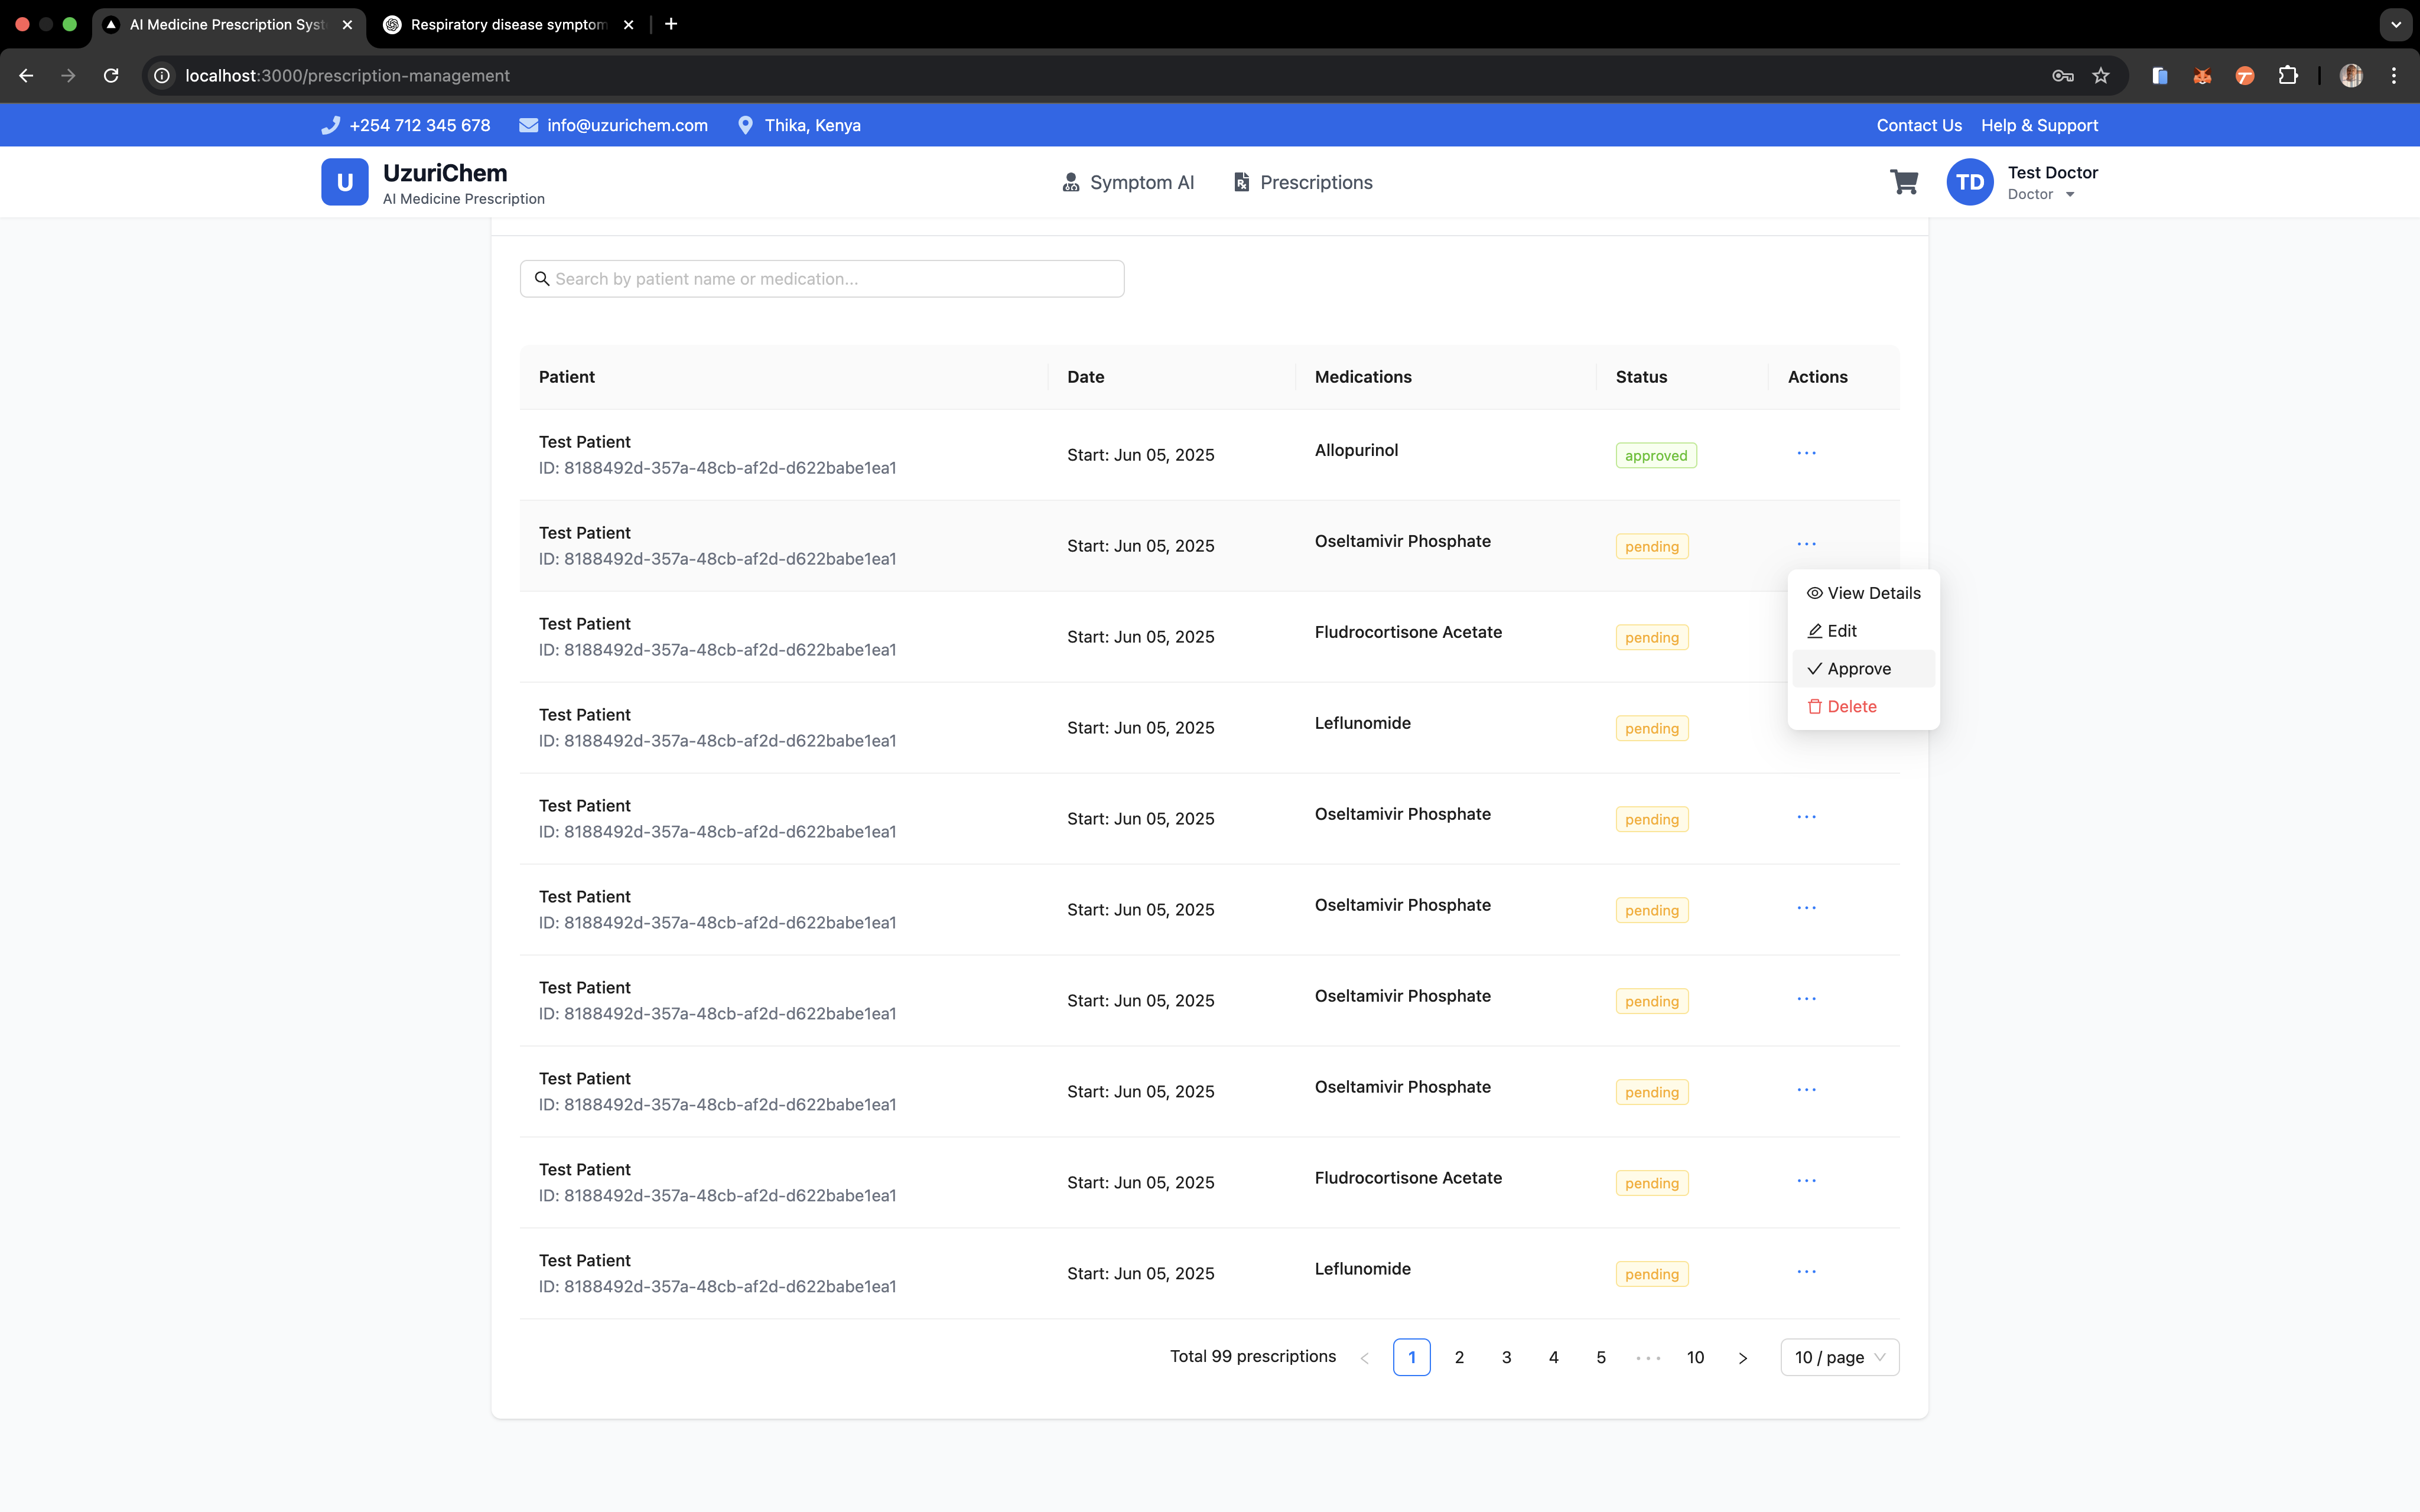 AI Medicine Prescription Syst
Respiratory disease symptom
localhost:3000/prescription-management
+254 712 345 678
info@uzurichem.com
Thika, Kenya
Contact Us
Help & Support
U
UzuriChem
AI Medicine Prescription
Symptom AI
Prescriptions
TD
Test Doctor
Doctor
Search by patient name or medication...
Patient Date Medications Status Actions
Test Patient
ID: 8188492d-357a-48cb-af2d-d622babe1ea1
Start: Jun 05, 2025
Allopurinol
approved
Test Patient
ID: 8188492d-357a-48cb-af2d-d622babe1ea1
Start: Jun 05, 2025
Oseltamivir Phosphate
pending
View Details
Edit
Approve
Delete
Test Patient
ID: 8188492d-357a-48cb-af2d-d622babe1ea1
Start: Jun 05, 2025
Fludrocortisone Acetate
pending
Test Patient
ID: 8188492d-357a-48cb-af2d-d622babe1ea1
Start: Jun 05, 2025
Leflunomide
pending
Test Patient
ID: 8188492d-357a-48cb-af2d-d622babe1ea1
Start: Jun 05, 2025
Oseltamivir Phosphate
pending
Test Patient
ID: 8188492d-357a-48cb-af2d-d622babe1ea1
Start: Jun 05, 2025
Oseltamivir Phosphate
pending
Test Patient
ID: 8188492d-357a-48cb-af2d-d622babe1ea1
Start: Jun 05, 2025
Oseltamivir Phosphate
pending
Test Patient
ID: 8188492d-357a-48cb-af2d-d622babe1ea1
Start: Jun 05, 2025
Oseltamivir Phosphate
pending
Test Patient
ID: 8188492d-357a-48cb-af2d-d622babe1ea1
Start: Jun 05, 2025
Fludrocortisone Acetate
pending
Test Patient
ID: 8188492d-357a-48cb-af2d-d622babe1ea1
Start: Jun 05, 2025
Leflunomide
pending
Total 99 prescriptions < 1 2 3 4 5 ••• 10 > 10 / page